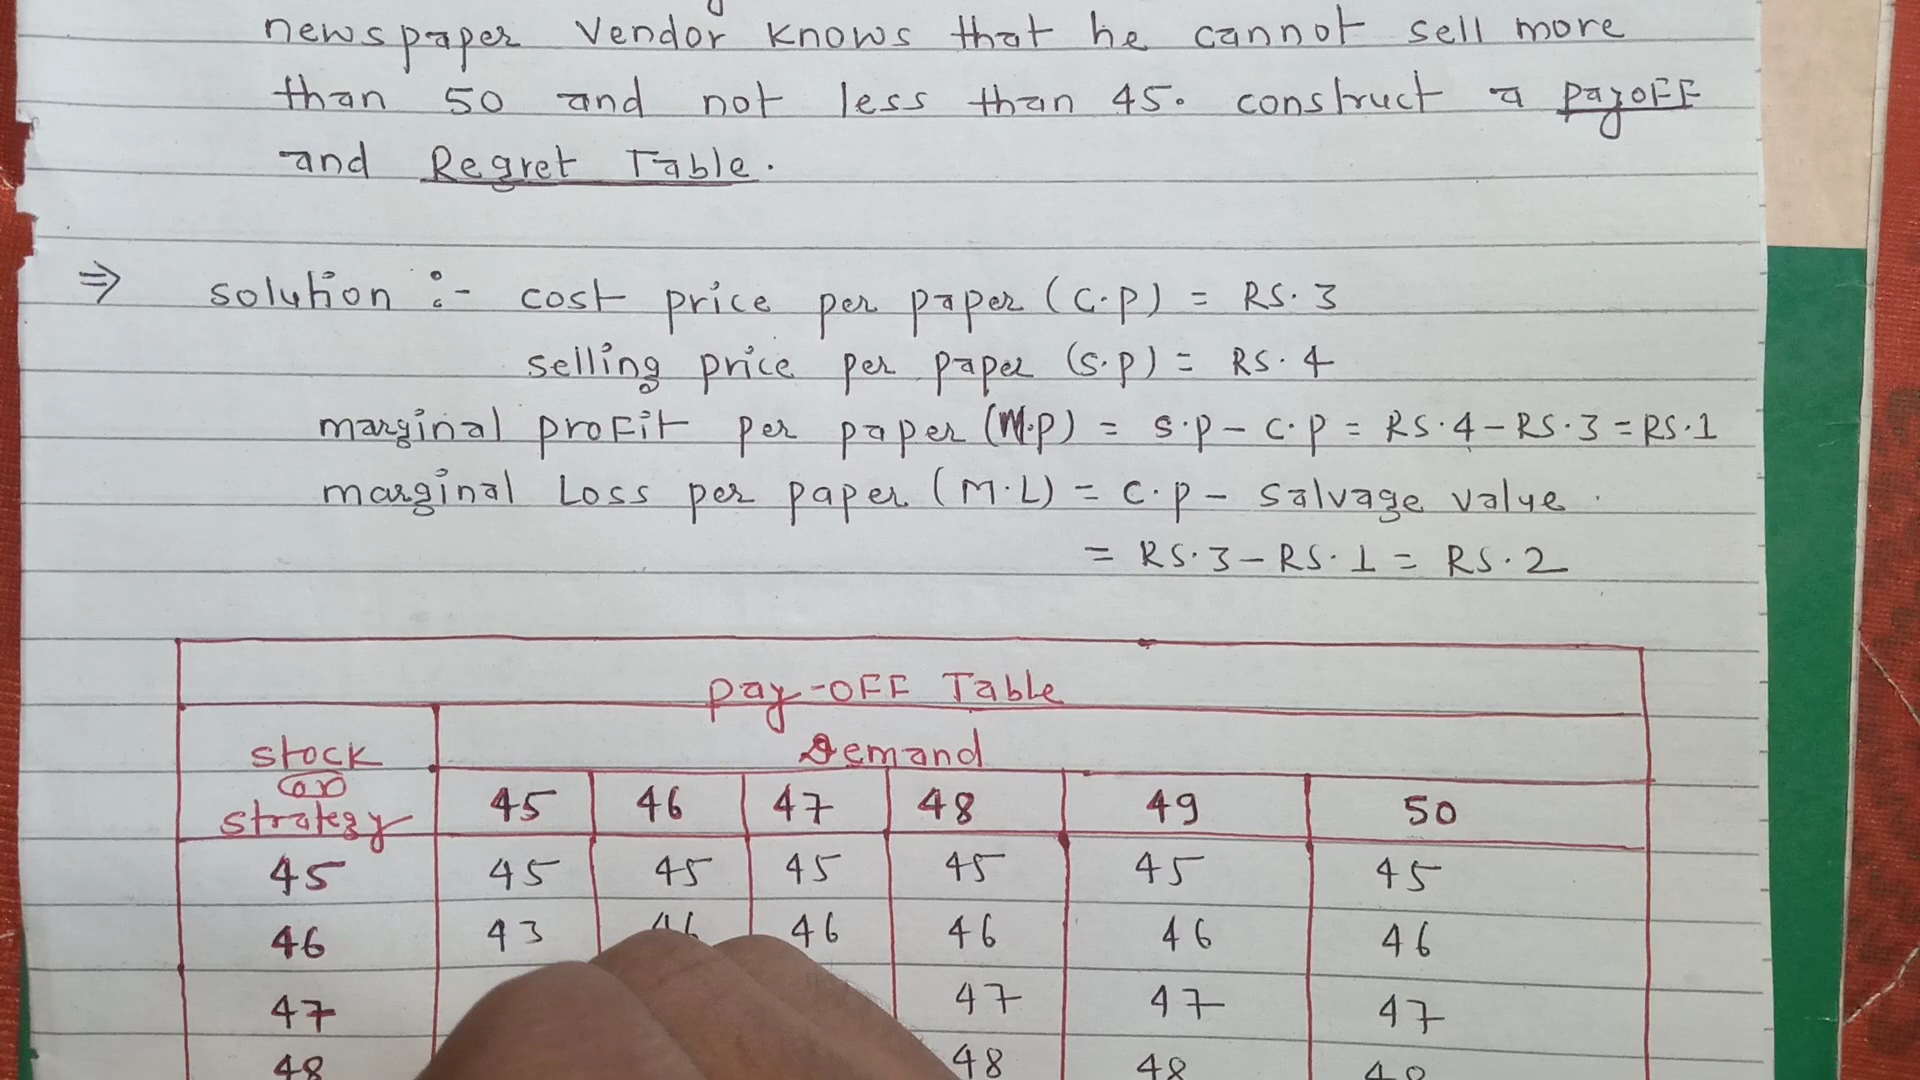 newspaper vendor knows that he cannot sell more
than 50 and not less than 45. construct a payoff
and Regret Table.
⇒ solution :- cost price per paper (C.P) = RS. 3
selling price per paper (S.P) = RS. 4
marginal profit per paper (M.P) = S.P - C.P = RS. 4 - RS. 3 = RS. 1
marginal Loss per paper (M.L) = C.P - salvage value.
= RS. 3 - RS. 1 = RS. 2
Pay-OFF Table
stock Demand
(or)
strategy 45 46 47 48 49 50
45 45 45 45 45 45 45
46 43 46 46 46 46 46
47 47 47 47
48 48 48